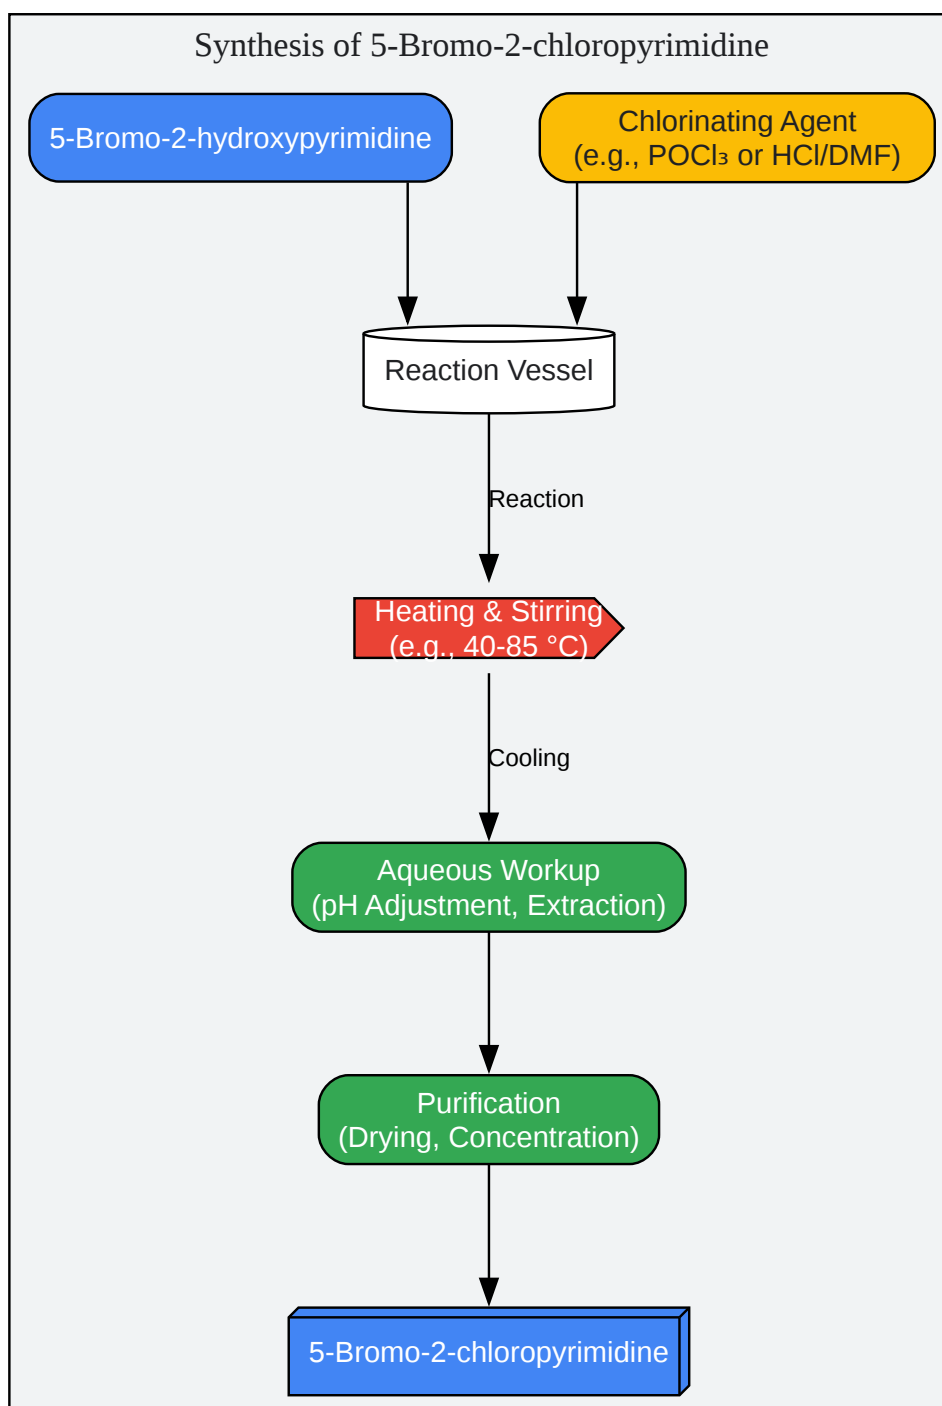 Synthesis of 5-Bromo-2-chloropyrimidine
5-Bromo-2-hydroxypyrimidine
Chlorinating Agent
(e.g., POCl₃ or HCl/DMF)
Reaction Vessel
Reaction
Heating & Stirring
(e.g., 40-85 °C)
Cooling
Aqueous Workup
(pH Adjustment, Extraction)
Purification
(Drying, Concentration)
5-Bromo-2-chloropyrimidine